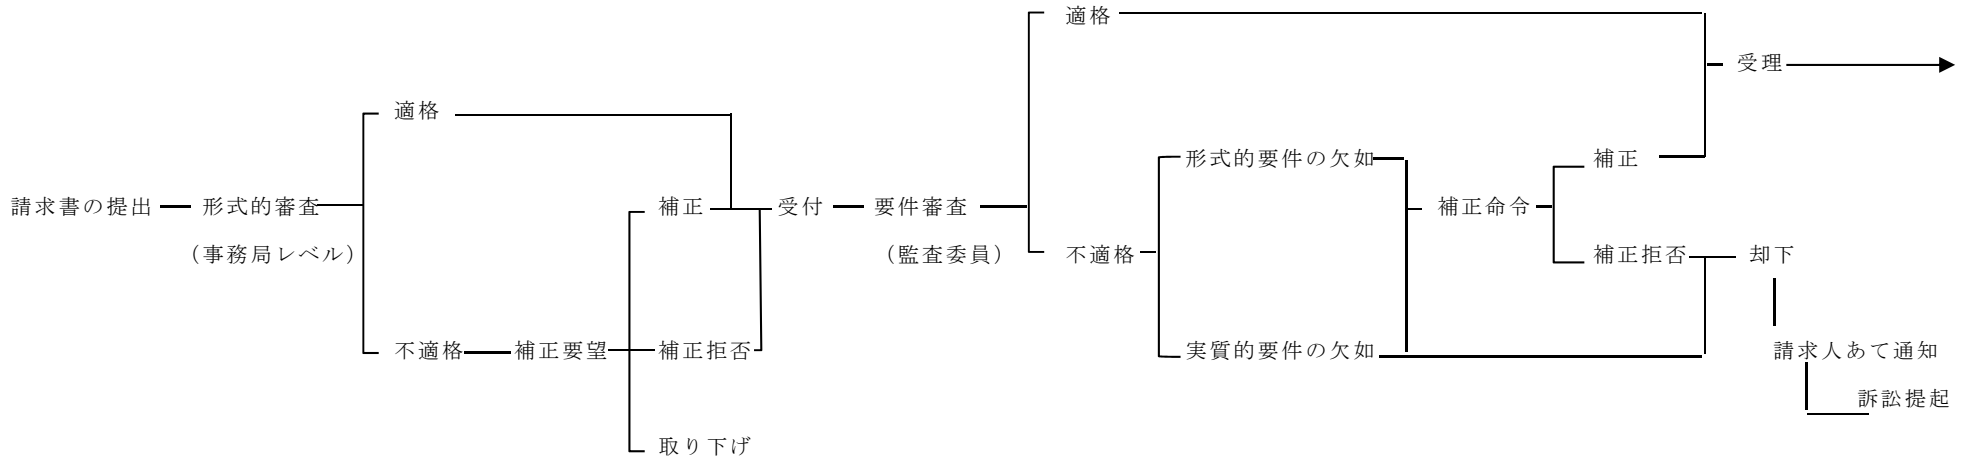 適格
受理
適格
形式的要件の欠如
補正
請求書の提出
形式的審査
補正
受付
要件審査
補正命令
（事務局レベル）
（監査委員）
不適格
補正拒否
却下
不適格
補正要望
補正拒否
実質的要件の欠如
請求人あて通知
訴訟提起
取り下げ